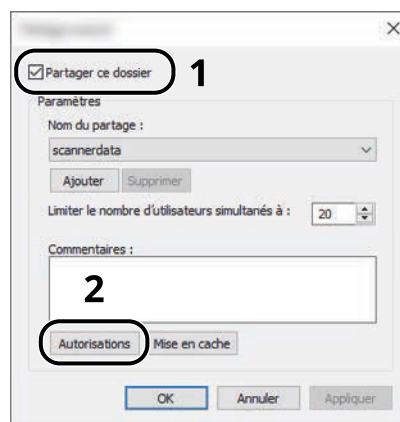 Partager ce dossier 1
Paramètres
Nom du partage :
scannerdata
Ajouter Supprimer
Limiter le nombre d'utilisateurs simultanés à : 20
Commentaires :
2
Autorisations Mise en cache
OK Annuler Appliquer